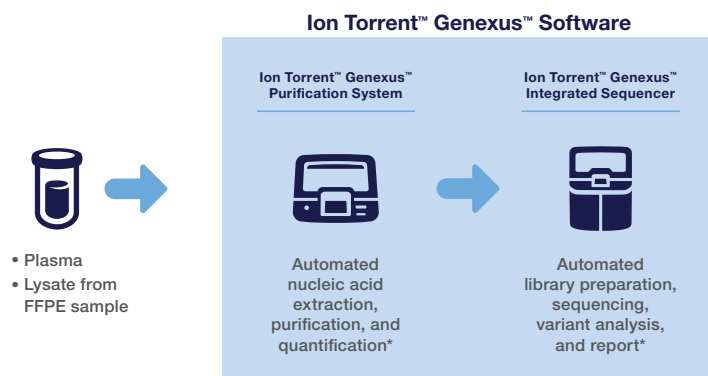 Ion Torrent™ Genexus™ Software
Ion Torrent™ Genexus™
Purification System
Ion Torrent™ Genexus™
Integrated Sequencer
• Plasma
• Lysate from
FFPE sample
Automated
nucleic acid
extraction,
purification, and
quantification*
Automated
library preparation,
sequencing,
variant analysis,
and report*